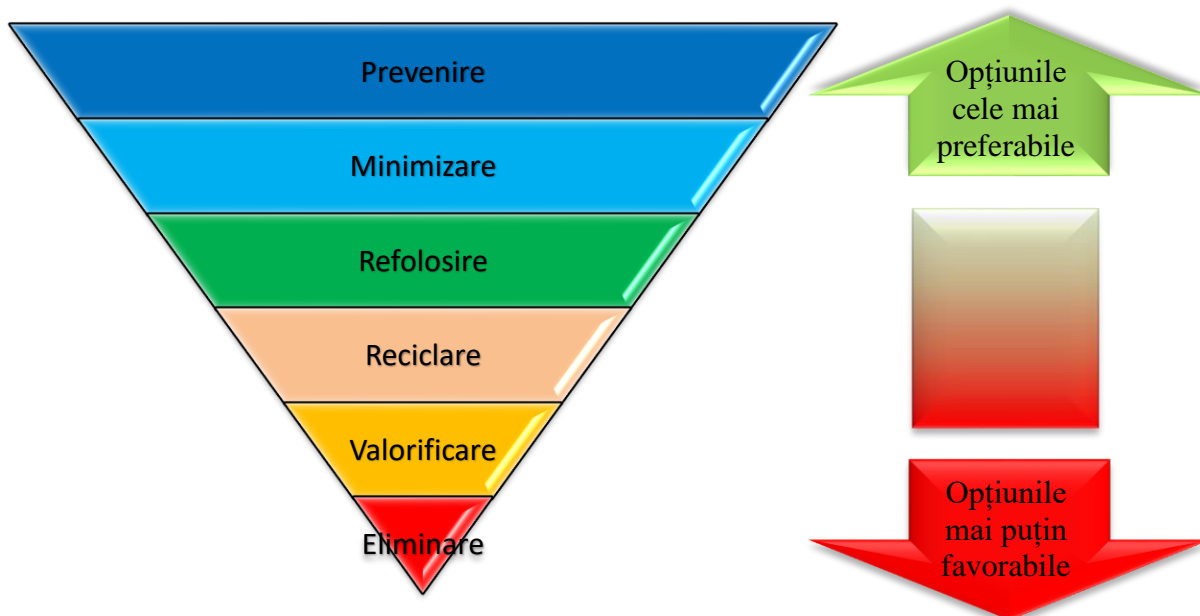 Prevenire
Minimizare
Refolosire
Reciclare
Valorificare
Eliminare
Opțiunile
cele mai
preferabile
Opțiunile
mai puțin
favorabile